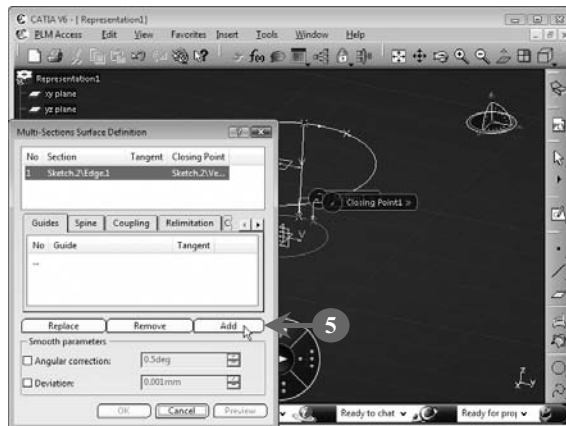 CATIA V6 - [ Representation1]
PLM Access Edit View Favorites Insert Tools Window Help
Representation1
xy plane
yz plane
Multi-Sections Surface Definition
No Section Tangent Closing Point
1 Sketch.2\Edge.1 Sketch.2\Ve...
Closing Point1
Guides Spine Coupling Relimitation
No Guide Tangent
...
Replace Remove Add
5
Smooth parameters
Angular correction: 0.5deg
Deviation: 0.001mm
OK Cancel Preview
Ready to chat Ready for proj